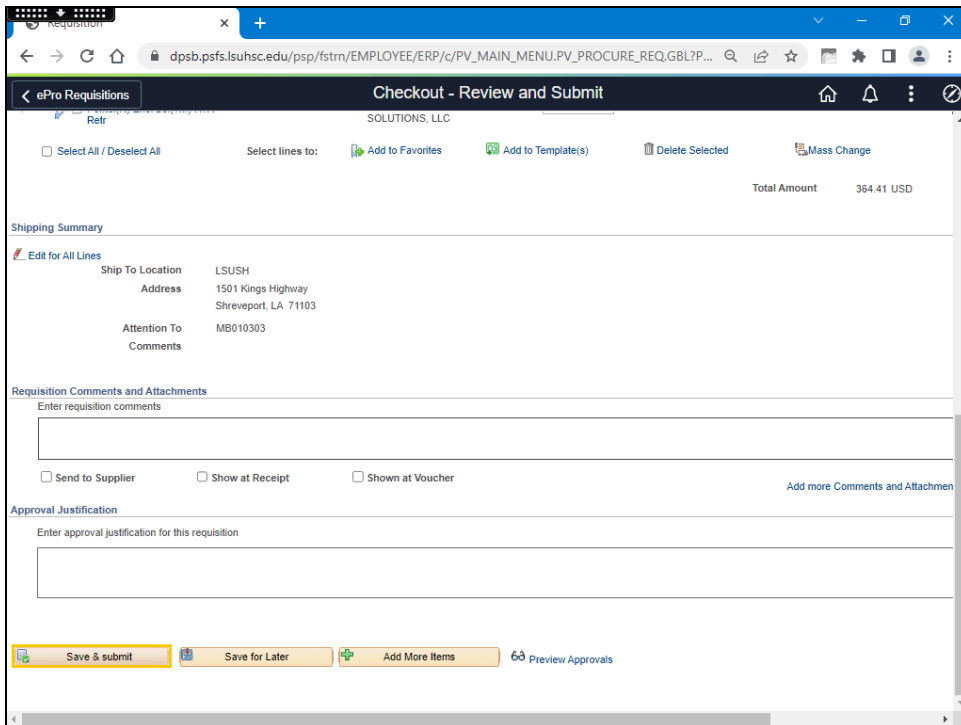 Requisition
dpsb.psfs.lsuhsc.edu/psp/fstrn/EMPLOYEE/ERP/c/PV_MAIN_MENU.PV_PROCURE_REQ.GBL?P...
ePro Requisitions
Checkout - Review and Submit
Retr
SOLUTIONS, LLC
Select All / Deselect All Select lines to: Add to Favorites Add to Template(s) Delete Selected Mass Change
Total Amount 364.41 USD
Shipping Summary
Edit for All Lines
Ship To Location LSUSH
Address 1501 Kings Highway
Shreveport, LA 71103
Attention To MB010303
Comments
Requisition Comments and Attachments
Enter requisition comments
Send to Supplier Show at Receipt Shown at Voucher
Add more Comments and Attachmen
Approval Justification
Enter approval justification for this requisition
Save & submit Save for Later Add More Items Preview Approvals